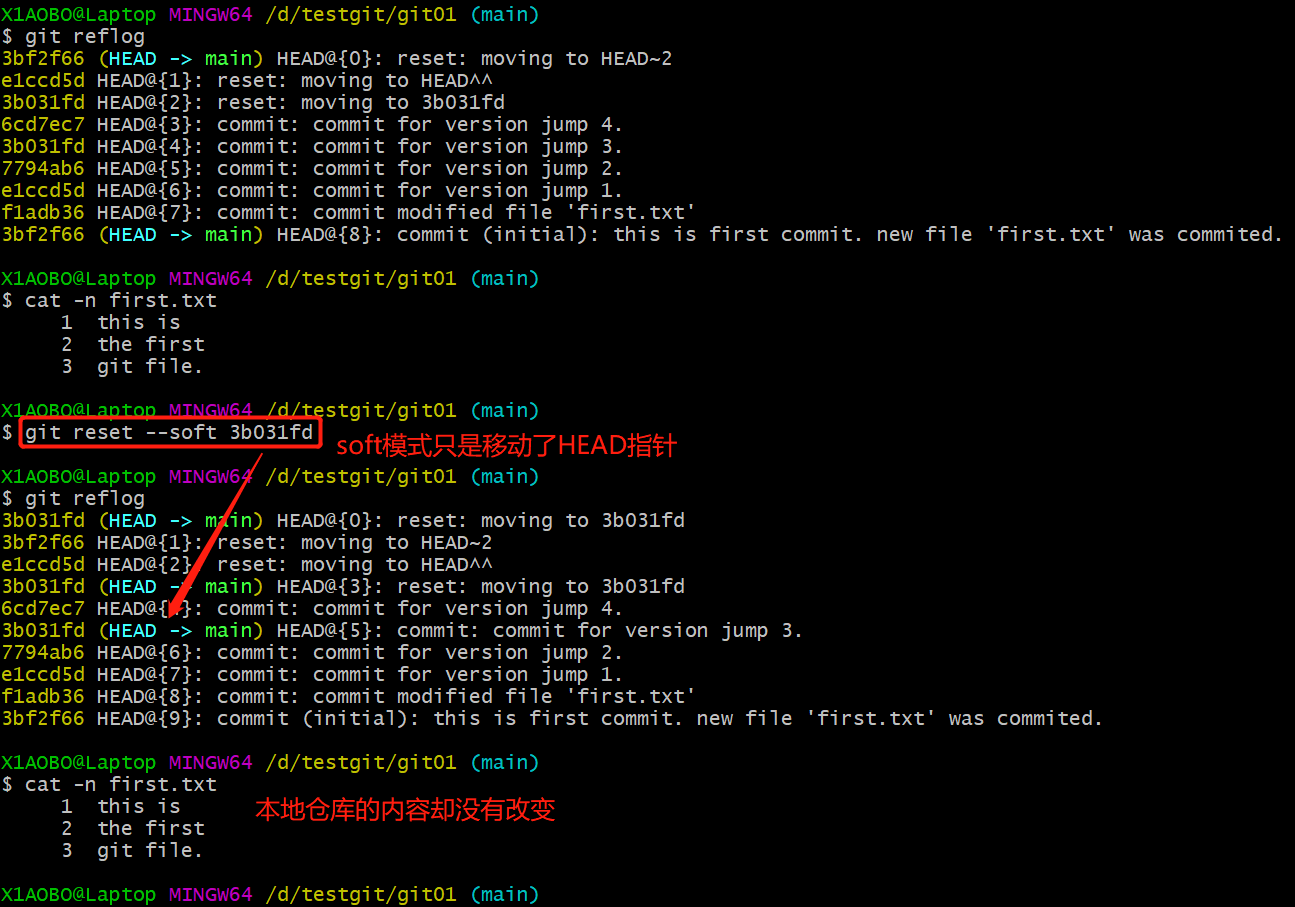 X1AOBO@Laptop MINGW64 /d/testgit/git01 (main)
$ git reflog
3bf2f66 (HEAD -> main) HEAD@{0}: reset: moving to HEAD~2
e1ccd5d HEAD@{1}: reset: moving to HEAD^^
3b031fd HEAD@{2}: reset: moving to 3b031fd
6cd7ec7 HEAD@{3}: commit: commit for version jump 4.
3b031fd HEAD@{4}: commit: commit for version jump 3.
7794ab6 HEAD@{5}: commit: commit for version jump 2.
e1ccd5d HEAD@{6}: commit: commit for version jump 1.
f1adb36 HEAD@{7}: commit: commit modified file 'first.txt'
3bf2f66 (HEAD -> main) HEAD@{8}: commit (initial): this is first commit. new file 'first.txt' was commited.
X1AOBO@Laptop MINGW64 /d/testgit/git01 (main)
$ cat -n first.txt
1 this is
2 the first
3 git file.
X1AOBO@Laptop MINGW64 /d/testgit/git01 (main)
$ git reset --soft 3b031fd
soft模式只是移动了HEAD指针
X1AOBO@Laptop MINGW64 /d/testgit/git01 (main)
$ git reflog
3b031fd (HEAD -> main) HEAD@{0}: reset: moving to 3b031fd
3bf2f66 HEAD@{1}: reset: moving to HEAD~2
e1ccd5d HEAD@{2}: reset: moving to HEAD^^
3b031fd (HEAD -> main) HEAD@{3}: reset: moving to 3b031fd
6cd7ec7 HEAD@{4}: commit: commit for version jump 4.
3b031fd (HEAD -> main) HEAD@{5}: commit: commit for version jump 3.
7794ab6 HEAD@{6}: commit: commit for version jump 2.
e1ccd5d HEAD@{7}: commit: commit for version jump 1.
f1adb36 HEAD@{8}: commit: commit modified file 'first.txt'
3bf2f66 HEAD@{9}: commit (initial): this is first commit. new file 'first.txt' was commited.
X1AOBO@Laptop MINGW64 /d/testgit/git01 (main)
$ cat -n first.txt
1 this is
本地仓库的内容却没有改变
2 the first
3 git file.
X1AOBO@Laptop MINGW64 /d/testgit/git01 (main)